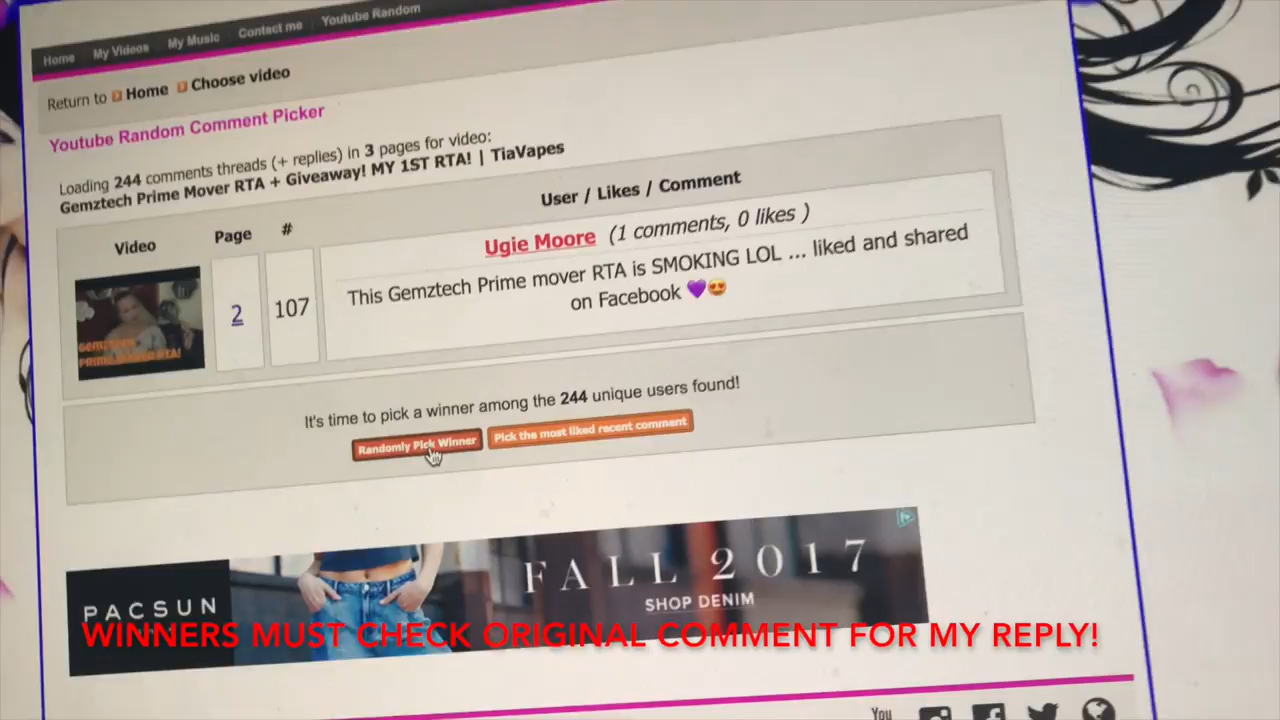 Home My Videos My Music Contact me Youtube Random
Return to Home Choose video
Youtube Random Comment Picker
Loading 244 comments threads (+ replies) in 3 pages for video:
Gemztech Prime Mover RTA + Giveaway! MY 1ST RTA! | TiaVapes
Video Page # User / Likes / Comment
Ugie Moore (1 comments, 0 likes )
2 107 This Gemztech Prime mover RTA is SMOKING LOL ... liked and shared
on Facebook 💜😍
GEMZTECH
PRIME MOVER RTA!
It's time to pick a winner among the 244 unique users found!
Randomly Pick Winner Pick the most liked recent comment
FALL 2017
SHOP DENIM
PACSUN
WINNERS MUST CHECK ORIGINAL COMMENT FOR MY REPLY!
You